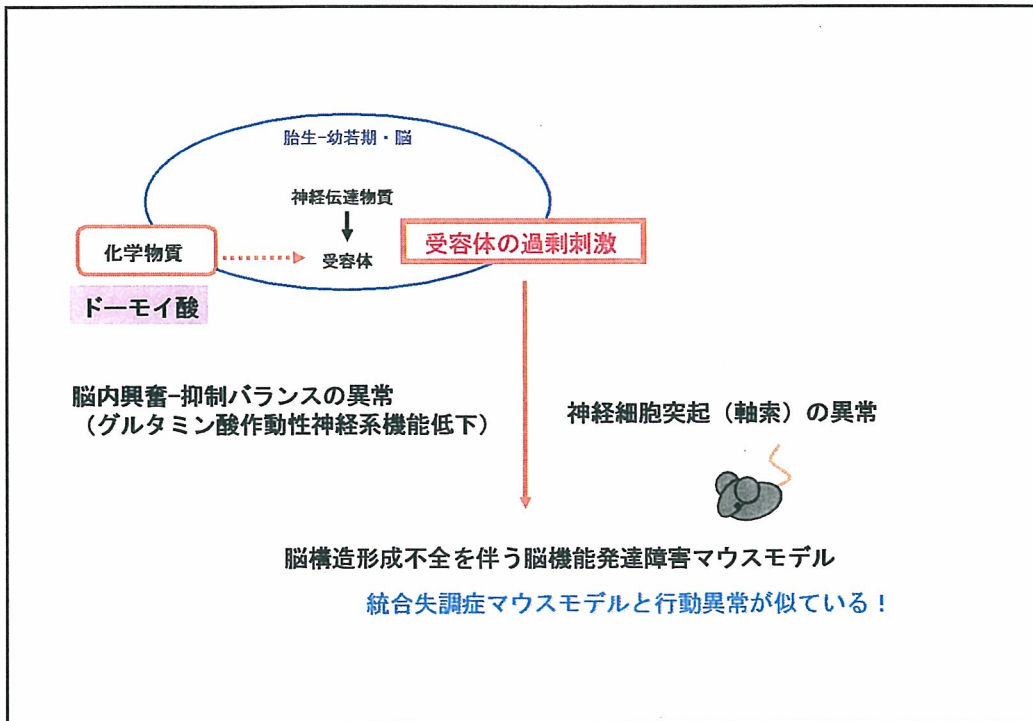 胎生-幼若期・脳
神経伝達物質
化学物質
受容体
受容体の過剰刺激
ドーモイ酸
脳内興奮-抑制バランスの異常
（グルタミン酸作動性神経系機能低下）
神経細胞突起（軸索）の異常
脳構造形成不全を伴う脳機能発達障害マウスモデル
統合失調症マウスモデルと行動異常が似ている！